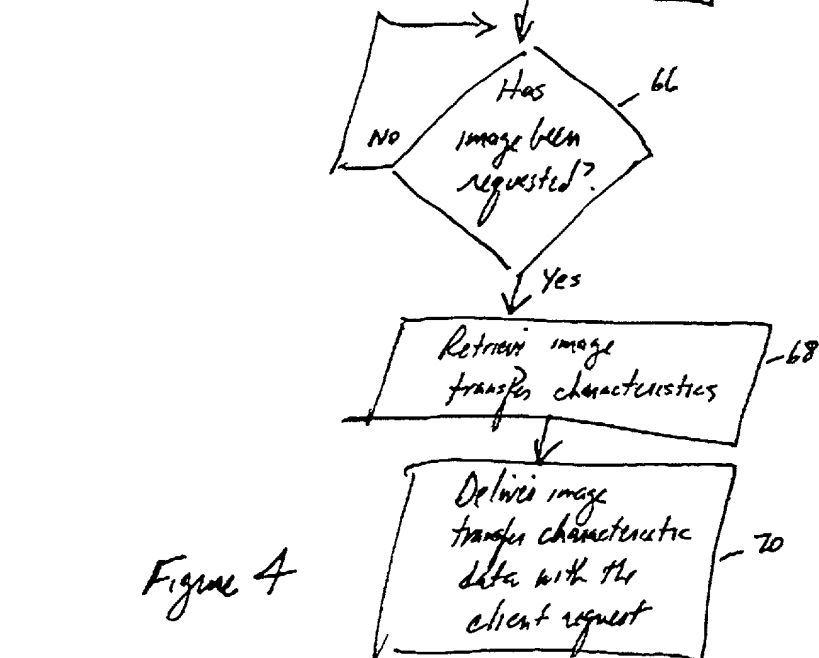 Has
66
image been
No
requested?
Yes
Retrieve image
68
transfer characteristics
Deliver image
transfer characteristic
70
data with the
client request
Figure 4